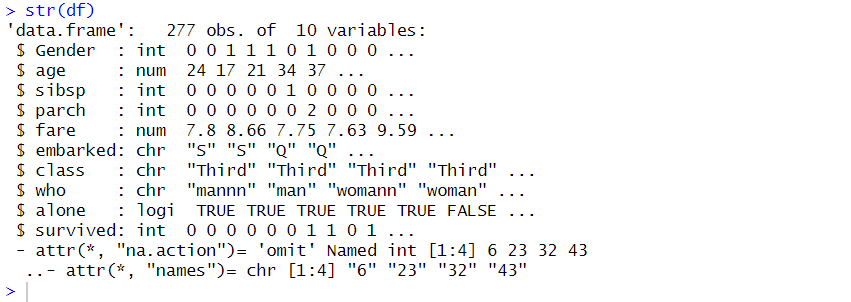 > str(df)
'data.frame':   277 obs. of  10 variables:
 $ Gender  : int  0 0 1 1 1 0 1 0 0 0 ...
 $ age     : num  24 17 21 34 37 ...
 $ sibsp   : int  0 0 0 0 0 1 0 0 0 0 ...
 $ parch   : int  0 0 0 0 0 0 2 0 0 0 ...
 $ fare    : num  7.8 8.66 7.75 7.63 9.59 ...
 $ embarked: chr  "S" "S" "Q" "Q" ...
 $ class   : chr  "Third" "Third" "Third" "Third" ...
 $ who     : chr  "mannn" "man" "womann" "woman" ...
 $ alone   : logi  TRUE TRUE TRUE TRUE TRUE FALSE ...
 $ survived: int  0 0 0 0 0 0 1 1 0 1 ...
 - attr(*, "na.action")= 'omit' Named int [1:4] 6 23 32 43
  ..- attr(*, "names")= chr [1:4] "6" "23" "32" "43"
>